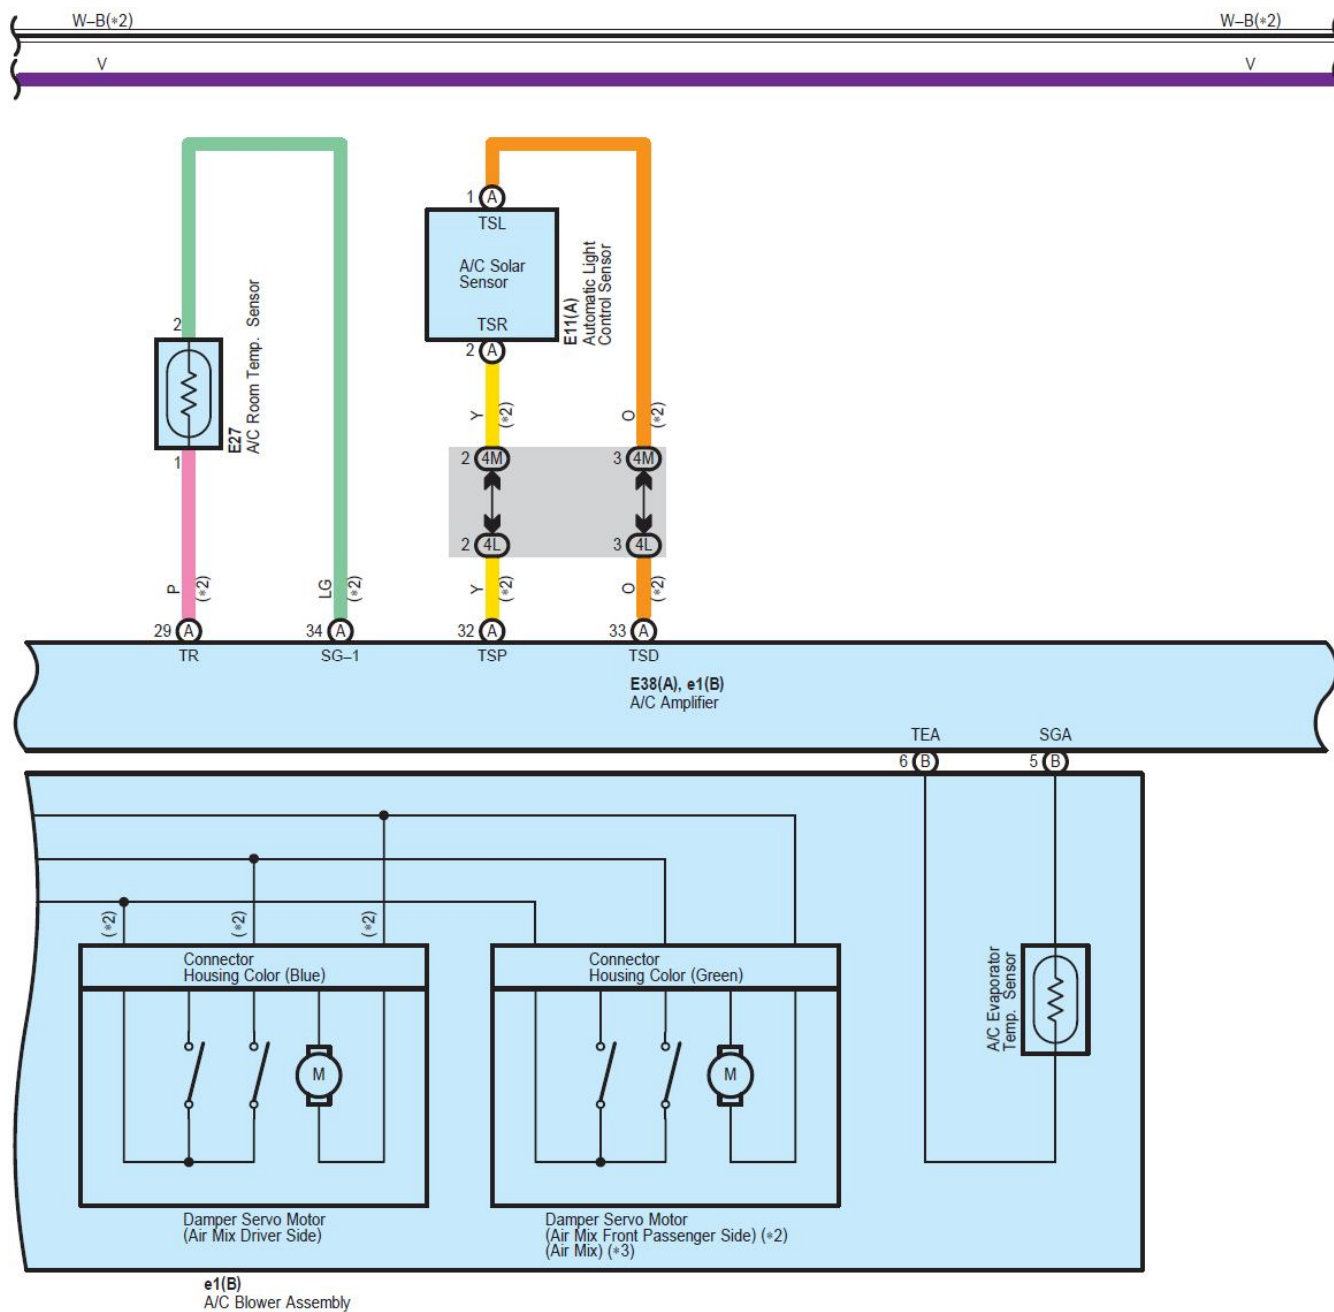 W–B(*2) W–B(*2)
V V
1 A
TSL
A/C Solar
Sensor
TSR
2 A
E11(A)
Automatic Light
Control Sensor
2
E27
A/C Room Temp. Sensor
1
Y (*2) O (*2)
2 4M 3 4M
2 4L 3 4L
P (*2) LG (*2) Y (*2) O (*2)
29 A 34 A 32 A 33 A
TR SG–1 TSP TSD
E38(A), e1(B)
A/C Amplifier
TEA SGA
6 B 5 B
(*2) (*2) (*2)
Connector
Housing Color (Blue)
Connector
Housing Color (Green)
A/C Evaporator
Temp. Sensor
M M
Damper Servo Motor
(Air Mix Driver Side)
Damper Servo Motor
(Air Mix Front Passenger Side) (*2)
(Air Mix) (*3)
e1(B)
A/C Blower Assembly